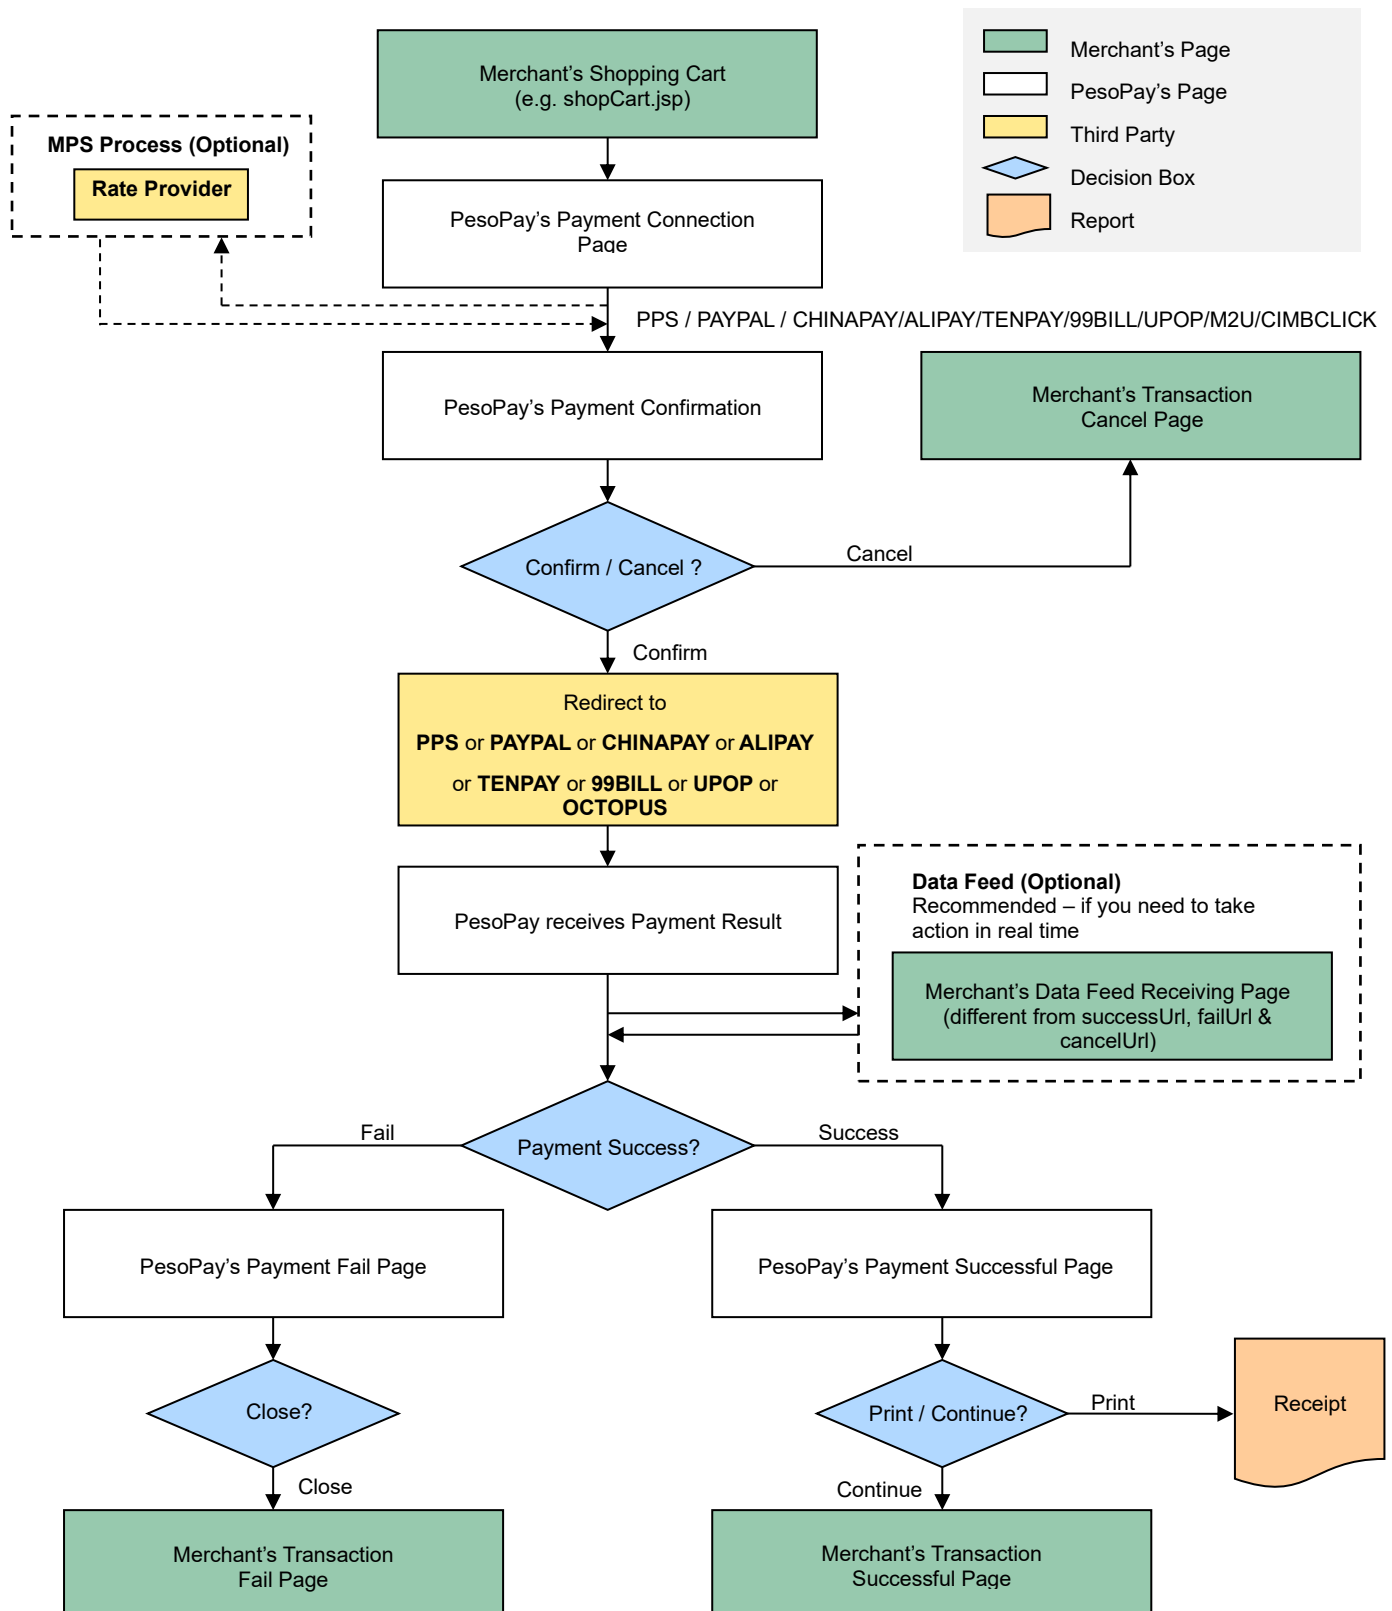 Merchant’s Shopping Cart
(e.g. shopCart.jsp)
Merchant’s Page
PesoPay’s Page
Third Party
Decision Box
Report
MPS Process (Optional)
Rate Provider
PesoPay’s Payment Connection
Page
PPS / PAYPAL / CHINAPAY/ALIPAY/TENPAY/99BILL/UPOP/M2U/CIMBCLICK
PesoPay’s Payment Confirmation
Merchant’s Transaction
Cancel Page
Confirm / Cancel ?
Cancel
Confirm
Redirect to
PPS or PAYPAL or CHINAPAY or ALIPAY
or TENPAY or 99BILL or UPOP or
OCTOPUS
PesoPay receives Payment Result
Data Feed (Optional)
Recommended – if you need to take
action in real time
Merchant’s Data Feed Receiving Page
(different from successUrl, failUrl &
cancelUrl)
Fail
Payment Success?
Success
PesoPay’s Payment Fail Page
PesoPay’s Payment Successful Page
Close?
Print / Continue?
Print
Receipt
Close
Continue
Merchant’s Transaction
Fail Page
Merchant’s Transaction
Successful Page